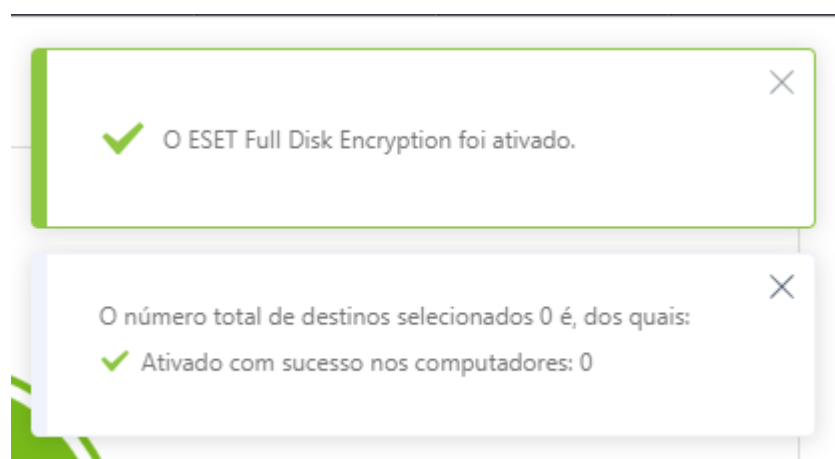 O ESET Full Disk Encryption foi ativado.
O número total de destinos selecionados 0 é, dos quais:
Ativado com sucesso nos computadores: 0